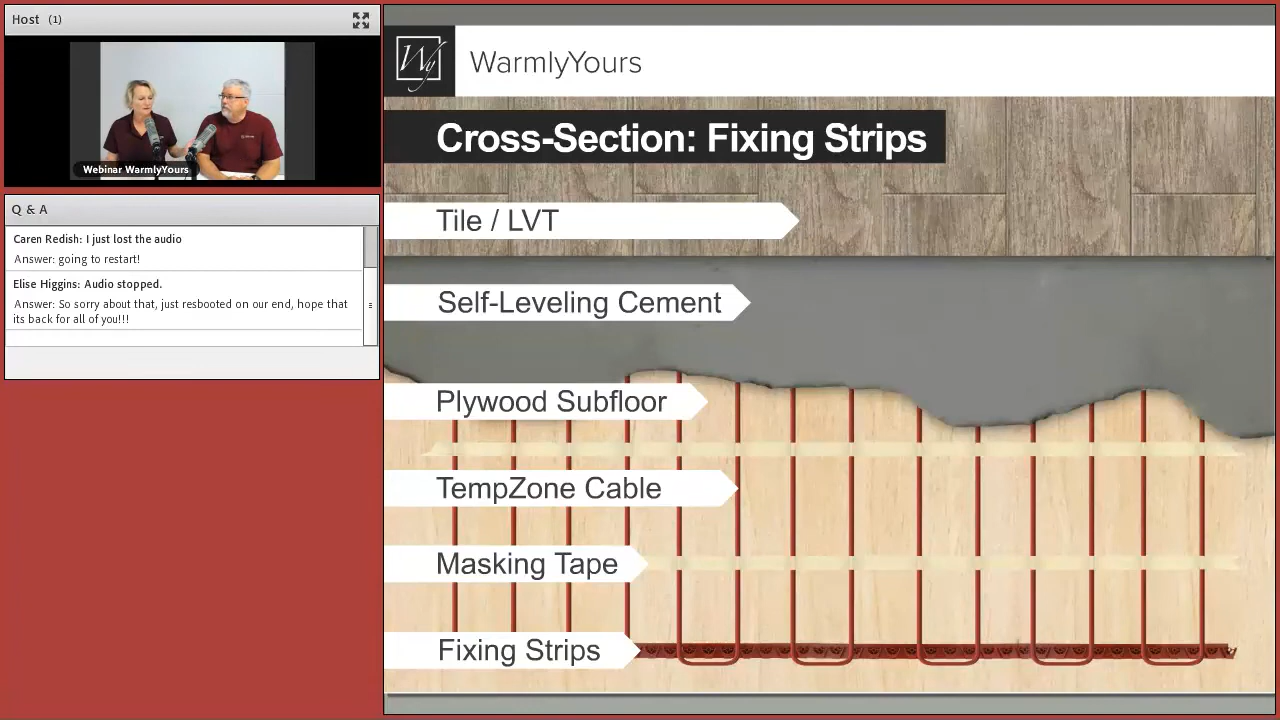 Host (1)
Webinar WarmlyYours
Q & A
Caren Redish: I just lost the audio
Answer: going to restart!
Elise Higgins: Audio stopped.
Answer: So sorry about that, just resbooted on our end, hope that
its back for all of you!!!
Wy
WarmlyYours
Cross-Section: Fixing Strips
Tile / LVT
Self-Leveling Cement
Plywood Subfloor
TempZone Cable
Masking Tape
Fixing Strips